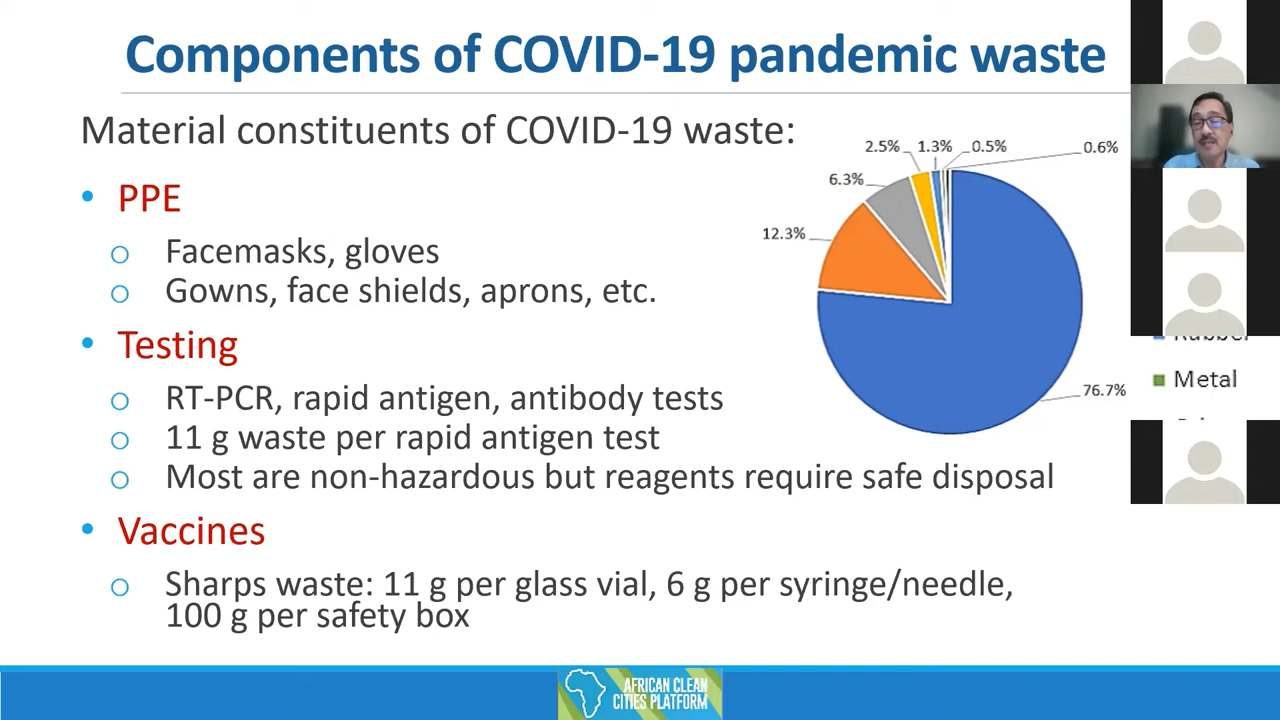 Components of COVID-19 pandemic waste
Material constituents of COVID-19 waste:
• PPE
o Facemasks, gloves
o Gowns, face shields, aprons, etc.
• Testing
o RT-PCR, rapid antigen, antibody tests
o 11 g waste per rapid antigen test
o Most are non-hazardous but reagents require safe disposal
• Vaccines
o Sharps waste: 11 g per glass vial, 6 g per syringe/needle,
100 g per safety box
2.5%
1.3%
0.5%
0.6%
6.3%
12.3%
76.7%
Metal
AFRICAN CLEAN
CITIES PLATFORM